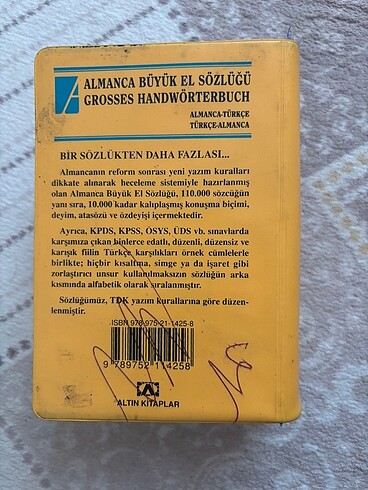 ALMANCA BÜYÜK EL SÖZLÜĞÜ
GROSSES HANDWÖRTERBUCH
ALMANCA-TÜRKÇE
TÜRKÇE-ALMANCA
BİR SÖZLÜKTEN DAHA FAZLASI...
Almancanın reform sonrası yeni yazım kuralları
dikkate alınarak heceleme sistemiyle hazırlanmış
olan Almanca Büyük El Sözlüğü, 110.000 sözcüğün
yanı sıra, 10.000 kadar kalıplaşmış konuşma biçimi,
deyim, atasözü ve özdeyişi içermektedir.
Ayrıca, KPDS, KPSS, ÖSYS, ÜDS vb. sınavlarda
karşımıza çıkan binlerce edatlı, düzenli, düzensiz ve
karışık fiilin Türkçe karşılıkları örnek cümlelerle
birlikte; hiçbir kısaltma, simge ya da işaret gibi
zorlaştırıcı unsur kullanılmaksızın sözlüğün arka
kısmında alfabetik olarak sıralanmıştır.
Sözlüğümüz, TDK yazım kurallarına göre düzen-
lenmiştir.
ISBN 978-975-21-1425-8
9 789752 114258
ALTIN KİTAPLAR